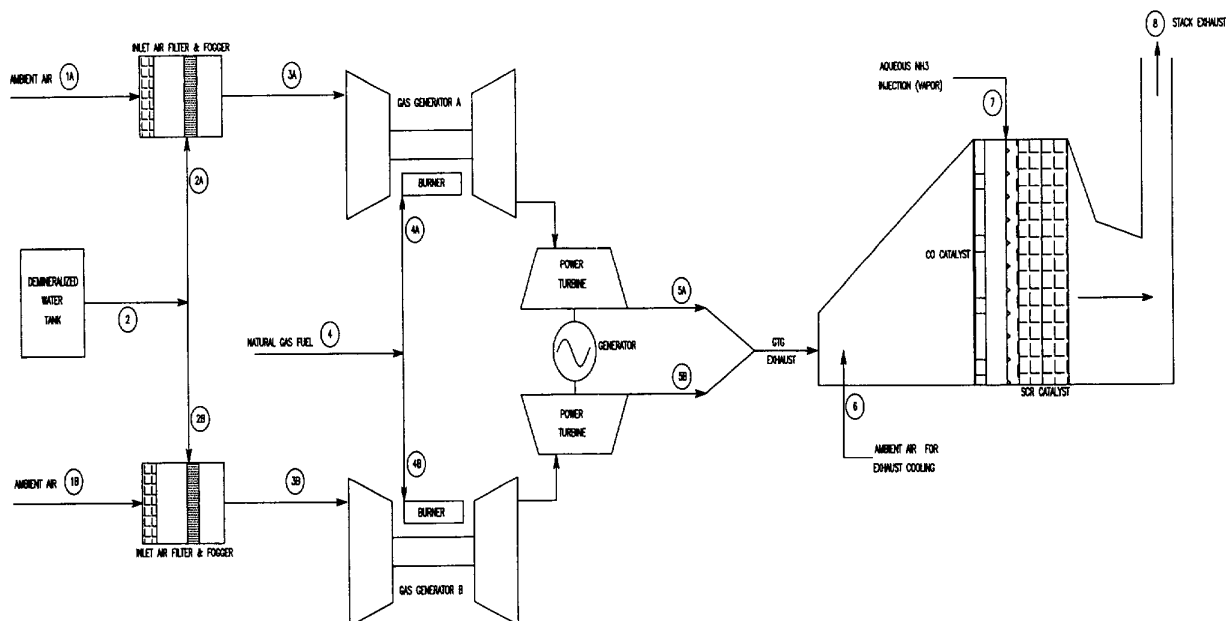 8 STACK EXHAUST
INLET AIR FILTER & FOGGER
AMBIENT AIR 1A
3A
GAS GENERATOR A
AQUEOUS NH3
INJECTION (VAPOR)
7
BURNER
2A
4A
DEMINERALIZED
WATER
TANK
2
POWER
TURBINE
CO CATALYST
5A
NATURAL GAS FUEL 4
GENERATOR
GTG
EXHAUST
5B
SCR CATALYST
2B
POWER
TURBINE
6
AMBIENT AIR FOR
EXHAUST COOLING
4B
AMBIENT AIR 1B
3B
BURNER
INLET AIR FILTER & FOGGER
GAS GENERATOR B